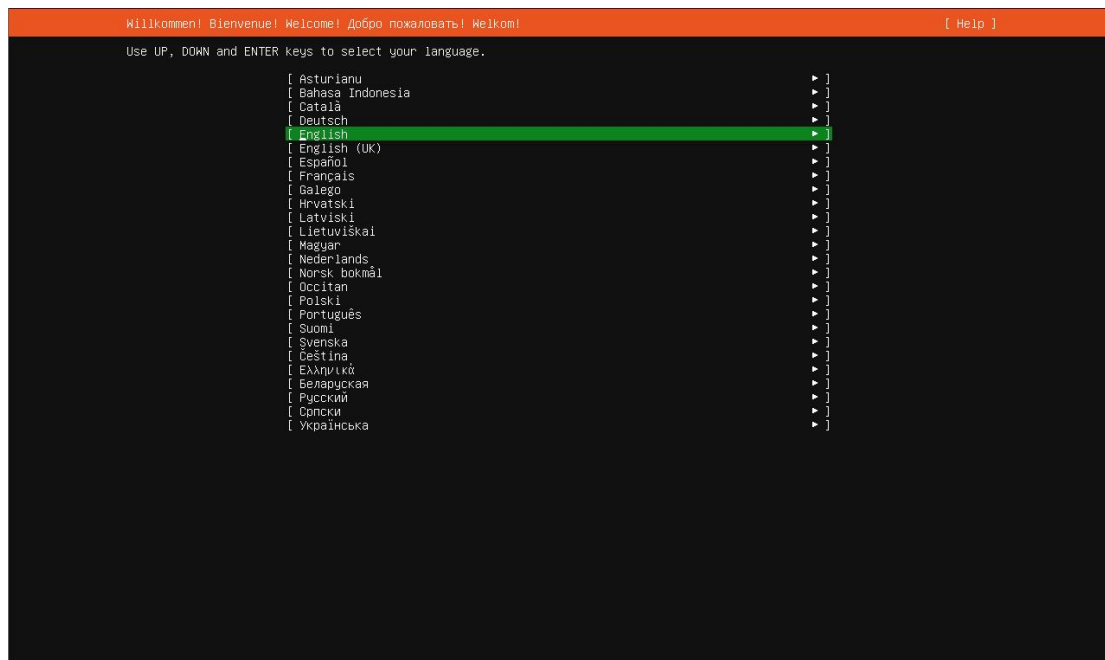 Willkommen! Bienvenue! Welcome! Добро пожаловать! Welkom! [ Help ]
Use UP, DOWN and ENTER keys to select your language.
[ Asturianu ► ]
[ Bahasa Indonesia ► ]
[ Català ► ]
[ Deutsch ► ]
[ English ► ]
[ English (UK) ► ]
[ Español ► ]
[ Français ► ]
[ Galego ► ]
[ Hrvatski ► ]
[ Latviski ► ]
[ Lietuviškai ► ]
[ Magyar ► ]
[ Nederlands ► ]
[ Norsk bokmål ► ]
[ Occitan ► ]
[ Polski ► ]
[ Português ► ]
[ Suomi ► ]
[ Svenska ► ]
[ Čeština ► ]
[ Ελληνικά ► ]
[ Беларуская ► ]
[ Русский ► ]
[ Српски ► ]
[ Українська ► ]